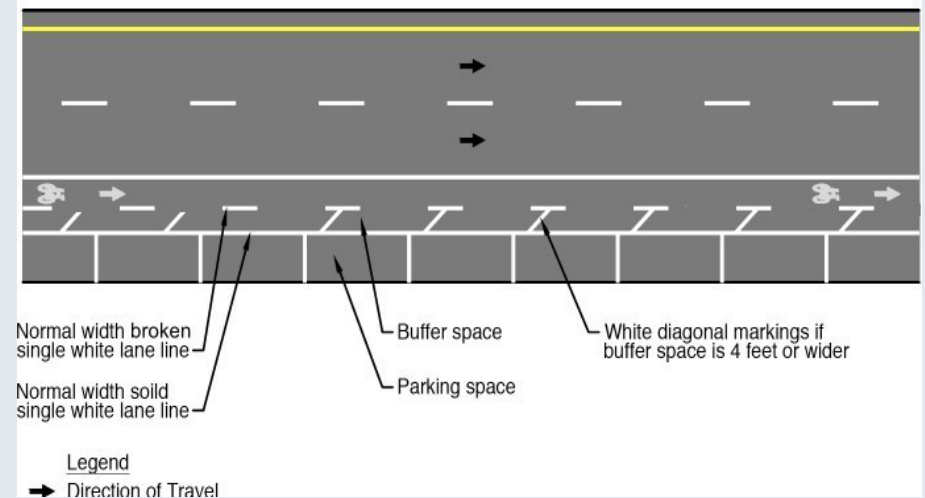 Normal width broken
single white lane line
Normal width soild
single white lane line
Buffer space
Parking space
White diagonal markings if
buffer space is 4 feet or wider
Legend
Direction of Travel